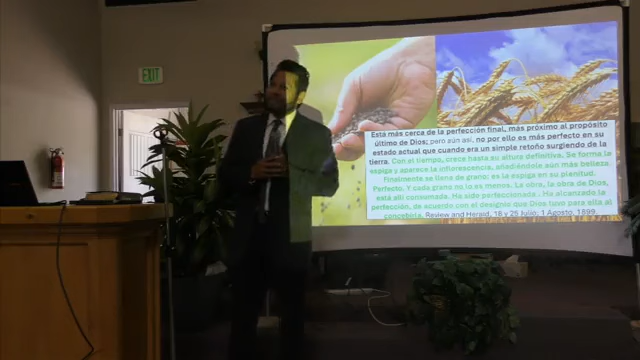 EXIT
Está más cerca de la perfección final, más próximo al propósito
último de Dios; pero aún así, no por ello es más perfecto en su
estado actual que cuando era un simple retoño surgiendo de la
tierra. Con el tiempo, crece hasta su altura definitiva. Se forma la
espiga y aparece la inflorescencia, añadiéndole aún más belleza.
Finalmente se llena de grano; es la espiga en su plenitud.
Perfecto. Y cada grano no lo es menos. La obra, la obra de Dios,
está allí consumada. Ha sido perfeccionada. Ha alcanzado la
perfección, de acuerdo con el designio que Dios tuvo para ella al
concebirla. Review and Herald, 18 y 25 Julio, 1 Agosto, 1899.